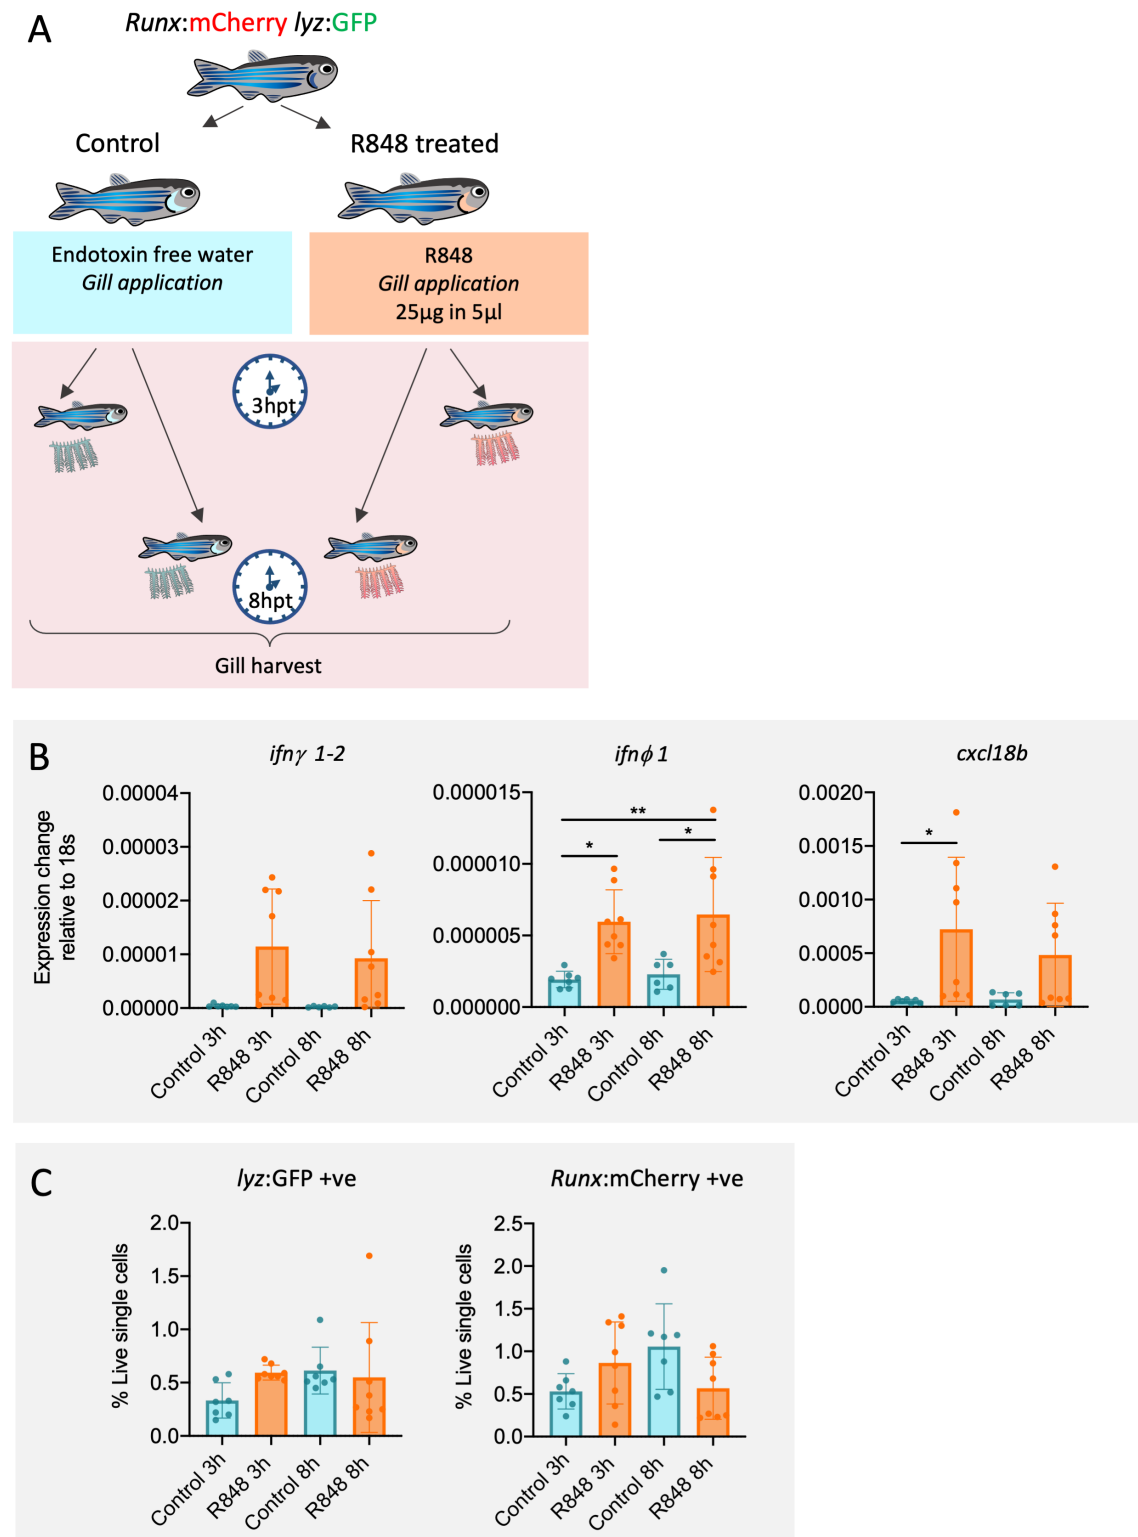 A
Runx:mCherry lyz:GFP
Control
R848 treated
Endotoxin free water
Gill application
R848
Gill application
25µg in 5µl
3hpt
8hpt
Gill harvest
B
ifnγ 1-2
ifnϕ 1
cxcl18b
Expression change
relative to 18s
0.00004
0.00003
0.00002
0.00001
0.00000
Control 3h
R848 3h
Control 8h
R848 8h
0.000015
0.000010
0.000005
0.000000
**
*
*
Control 3h
R848 3h
Control 8h
R848 8h
0.0020
0.0015
0.0010
0.0005
0.0000
*
Control 3h
R848 3h
Control 8h
R848 8h
C
lyz:GFP +ve
Runx:mCherry +ve
% Live single cells
2.0
1.5
1.0
0.5
0.0
Control 3h
R848 3h
Control 8h
R848 8h
% Live single cells
2.5
2.0
1.5
1.0
0.5
0.0
Control 3h
R848 3h
Control 8h
R848 8h